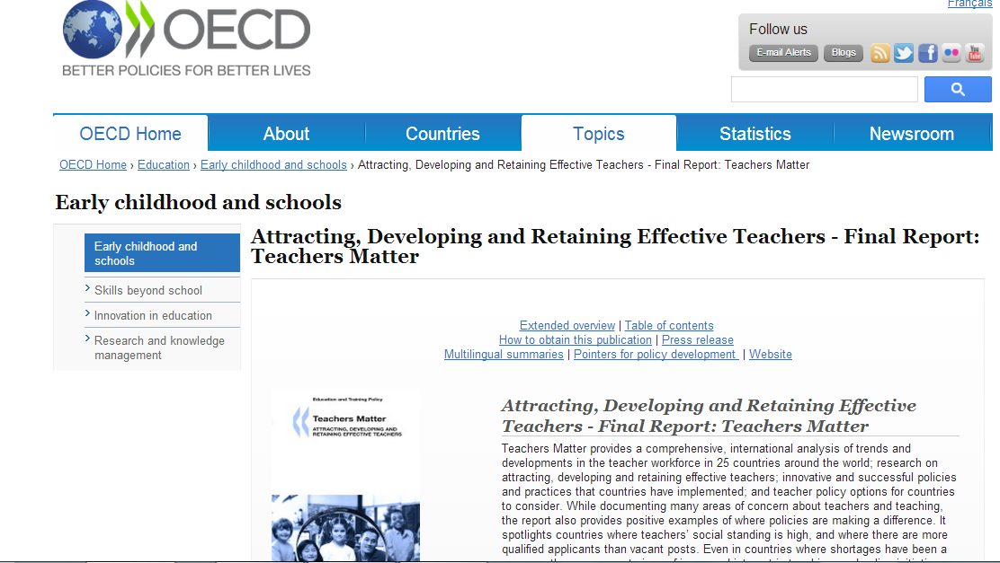 Français
OECD
BETTER POLICIES FOR BETTER LIVES
Follow us
E-mail Alerts Blogs
You Tube
OECD Home About Countries Topics Statistics Newsroom
OECD Home › Education › Early childhood and schools › Attracting, Developing and Retaining Effective Teachers - Final Report: Teachers Matter
Early childhood and schools
Early childhood and
schools
Skills beyond school
Innovation in education
Research and knowledge
management
Attracting, Developing and Retaining Effective Teachers - Final Report:
Teachers Matter
Extended overview | Table of contents
How to obtain this publication | Press release
Multilingual summaries | Pointers for policy development | Website
Education and Training Policy
Teachers Matter
ATTRACTING, DEVELOPING AND
RETAINING EFFECTIVE TEACHERS
Attracting, Developing and Retaining Effective
Teachers - Final Report: Teachers Matter
Teachers Matter provides a comprehensive, international analysis of trends and
developments in the teacher workforce in 25 countries around the world; research on
attracting, developing and retaining effective teachers; innovative and successful policies
and practices that countries have implemented; and teacher policy options for countries
to consider. While documenting many areas of concern about teachers and teaching,
the report also provides positive examples of where policies are making a difference. It
spotlights countries where teachers' social standing is high, and where there are more
qualified applicants than vacant posts. Even in countries where shortages have been a